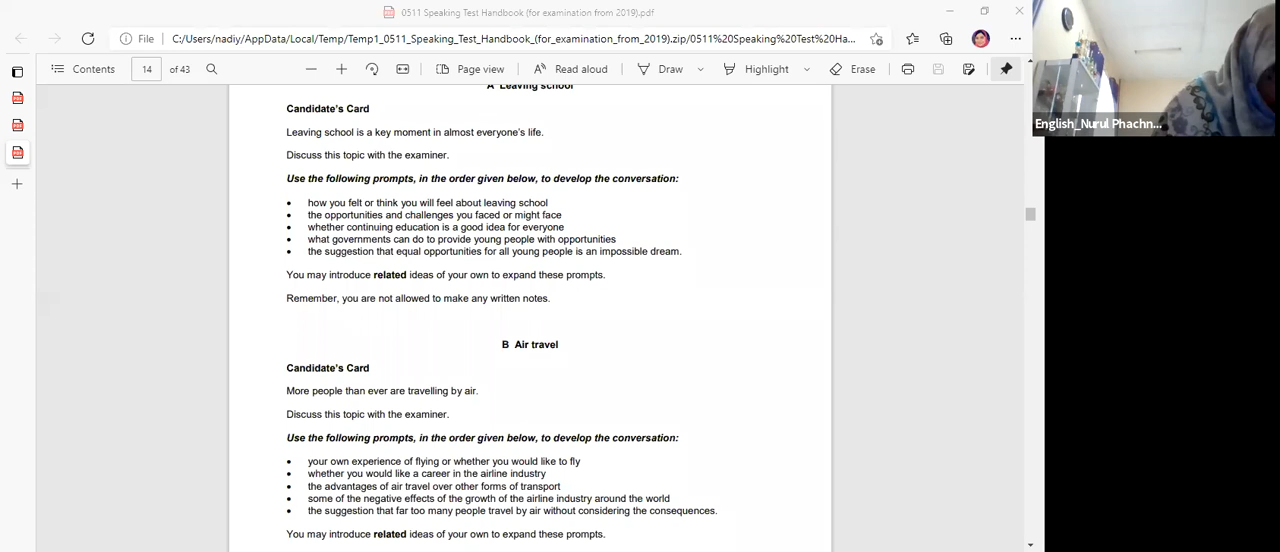 0511 Speaking Test Handbook (for examination from 2019).pdf
File
C:/Users/nadiy/AppData/Local/Temp/Temp1_0511_Speaking_Test_Handbook_(for_examination_from_2019).zip/0511%20Speaking%20Test%20Ha...
Contents 14 of 43 Page view Read aloud Draw Highlight Erase
A Leaving school
Candidate's Card
Leaving school is a key moment in almost everyone's life.
Discuss this topic with the examiner.
Use the following prompts, in the order given below, to develop the conversation:
• how you felt or think you will feel about leaving school
• the opportunities and challenges you faced or might face
• whether continuing education is a good idea for everyone
• what governments can do to provide young people with opportunities
• the suggestion that equal opportunities for all young people is an impossible dream.
You may introduce related ideas of your own to expand these prompts.
Remember, you are not allowed to make any written notes.
B Air travel
Candidate's Card
More people than ever are travelling by air.
Discuss this topic with the examiner.
Use the following prompts, in the order given below, to develop the conversation:
• your own experience of flying or whether you would like to fly
• whether you would like a career in the airline industry
• the advantages of air travel over other forms of transport
• some of the negative effects of the growth of the airline industry around the world
• the suggestion that far too many people travel by air without considering the consequences.
You may introduce related ideas of your own to expand these prompts.
English_Nurul Phachn...